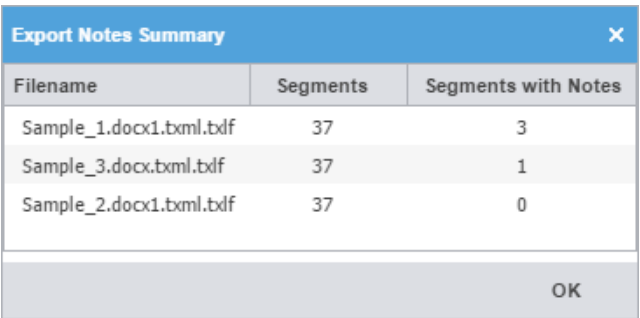 Export Notes Summary
Filename Segments Segments with Notes
Sample_1.docx1.txml.txlf 37 3
Sample_3.docx.txml.txlf 37 1
Sample_2.docx1.txml.txlf 37 0
OK